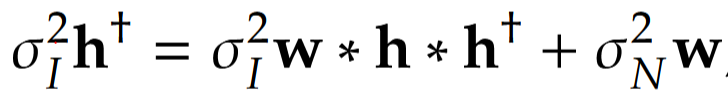 σ_I^2 𝐡^† = σ_I^2 𝐰 ∗ 𝐡 ∗ 𝐡^† + σ_N^2 𝐰,